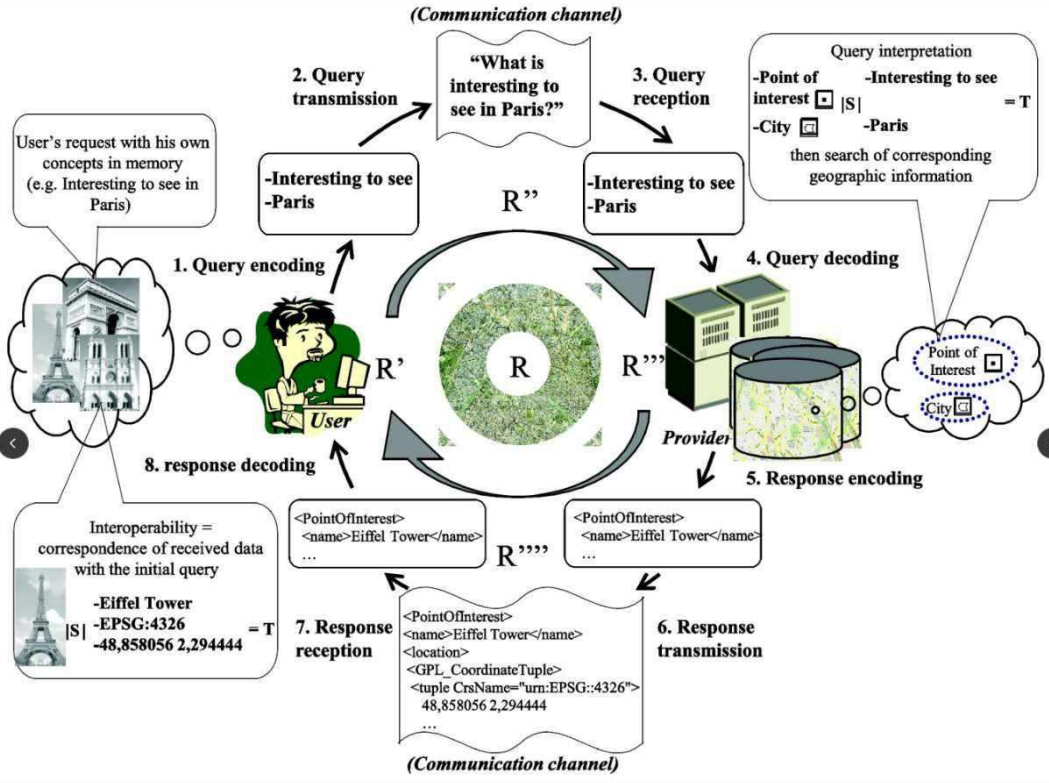 (Communication channel)
“What is
interesting to
see in Paris?”
2. Query
transmission
3. Query
reception
Query interpretation
-Point of
interest
-Interesting to see
|S|
= T
-City
-Paris
then search of corresponding
geographic information
User’s request with his own
concepts in memory
(e.g. Interesting to see in
Paris)
-Interesting to see
-Paris
R''
-Interesting to see
-Paris
1. Query encoding
4. Query decoding
R'
R
R'''
Point of
Interest
City
User
Provider
8. response decoding
5. Response encoding
Interoperability =
correspondence of received data
with the initial query
-Eiffel Tower
|S|
-EPSG:4326
= T
-48,858056 2,294444
<PointOfInterest>
<name>Eiffel Tower</name>
...
R''''
<PointOfInterest>
<name>Eiffel Tower</name>
...
7. Response
reception
<PointOfInterest>
<name>Eiffel Tower</name>
<location>
<GPL_CoordinateTuple>
<tuple CrsName="urn:EPSG::4326">
48,858056 2,294444
...
6. Response
transmission
(Communication channel)